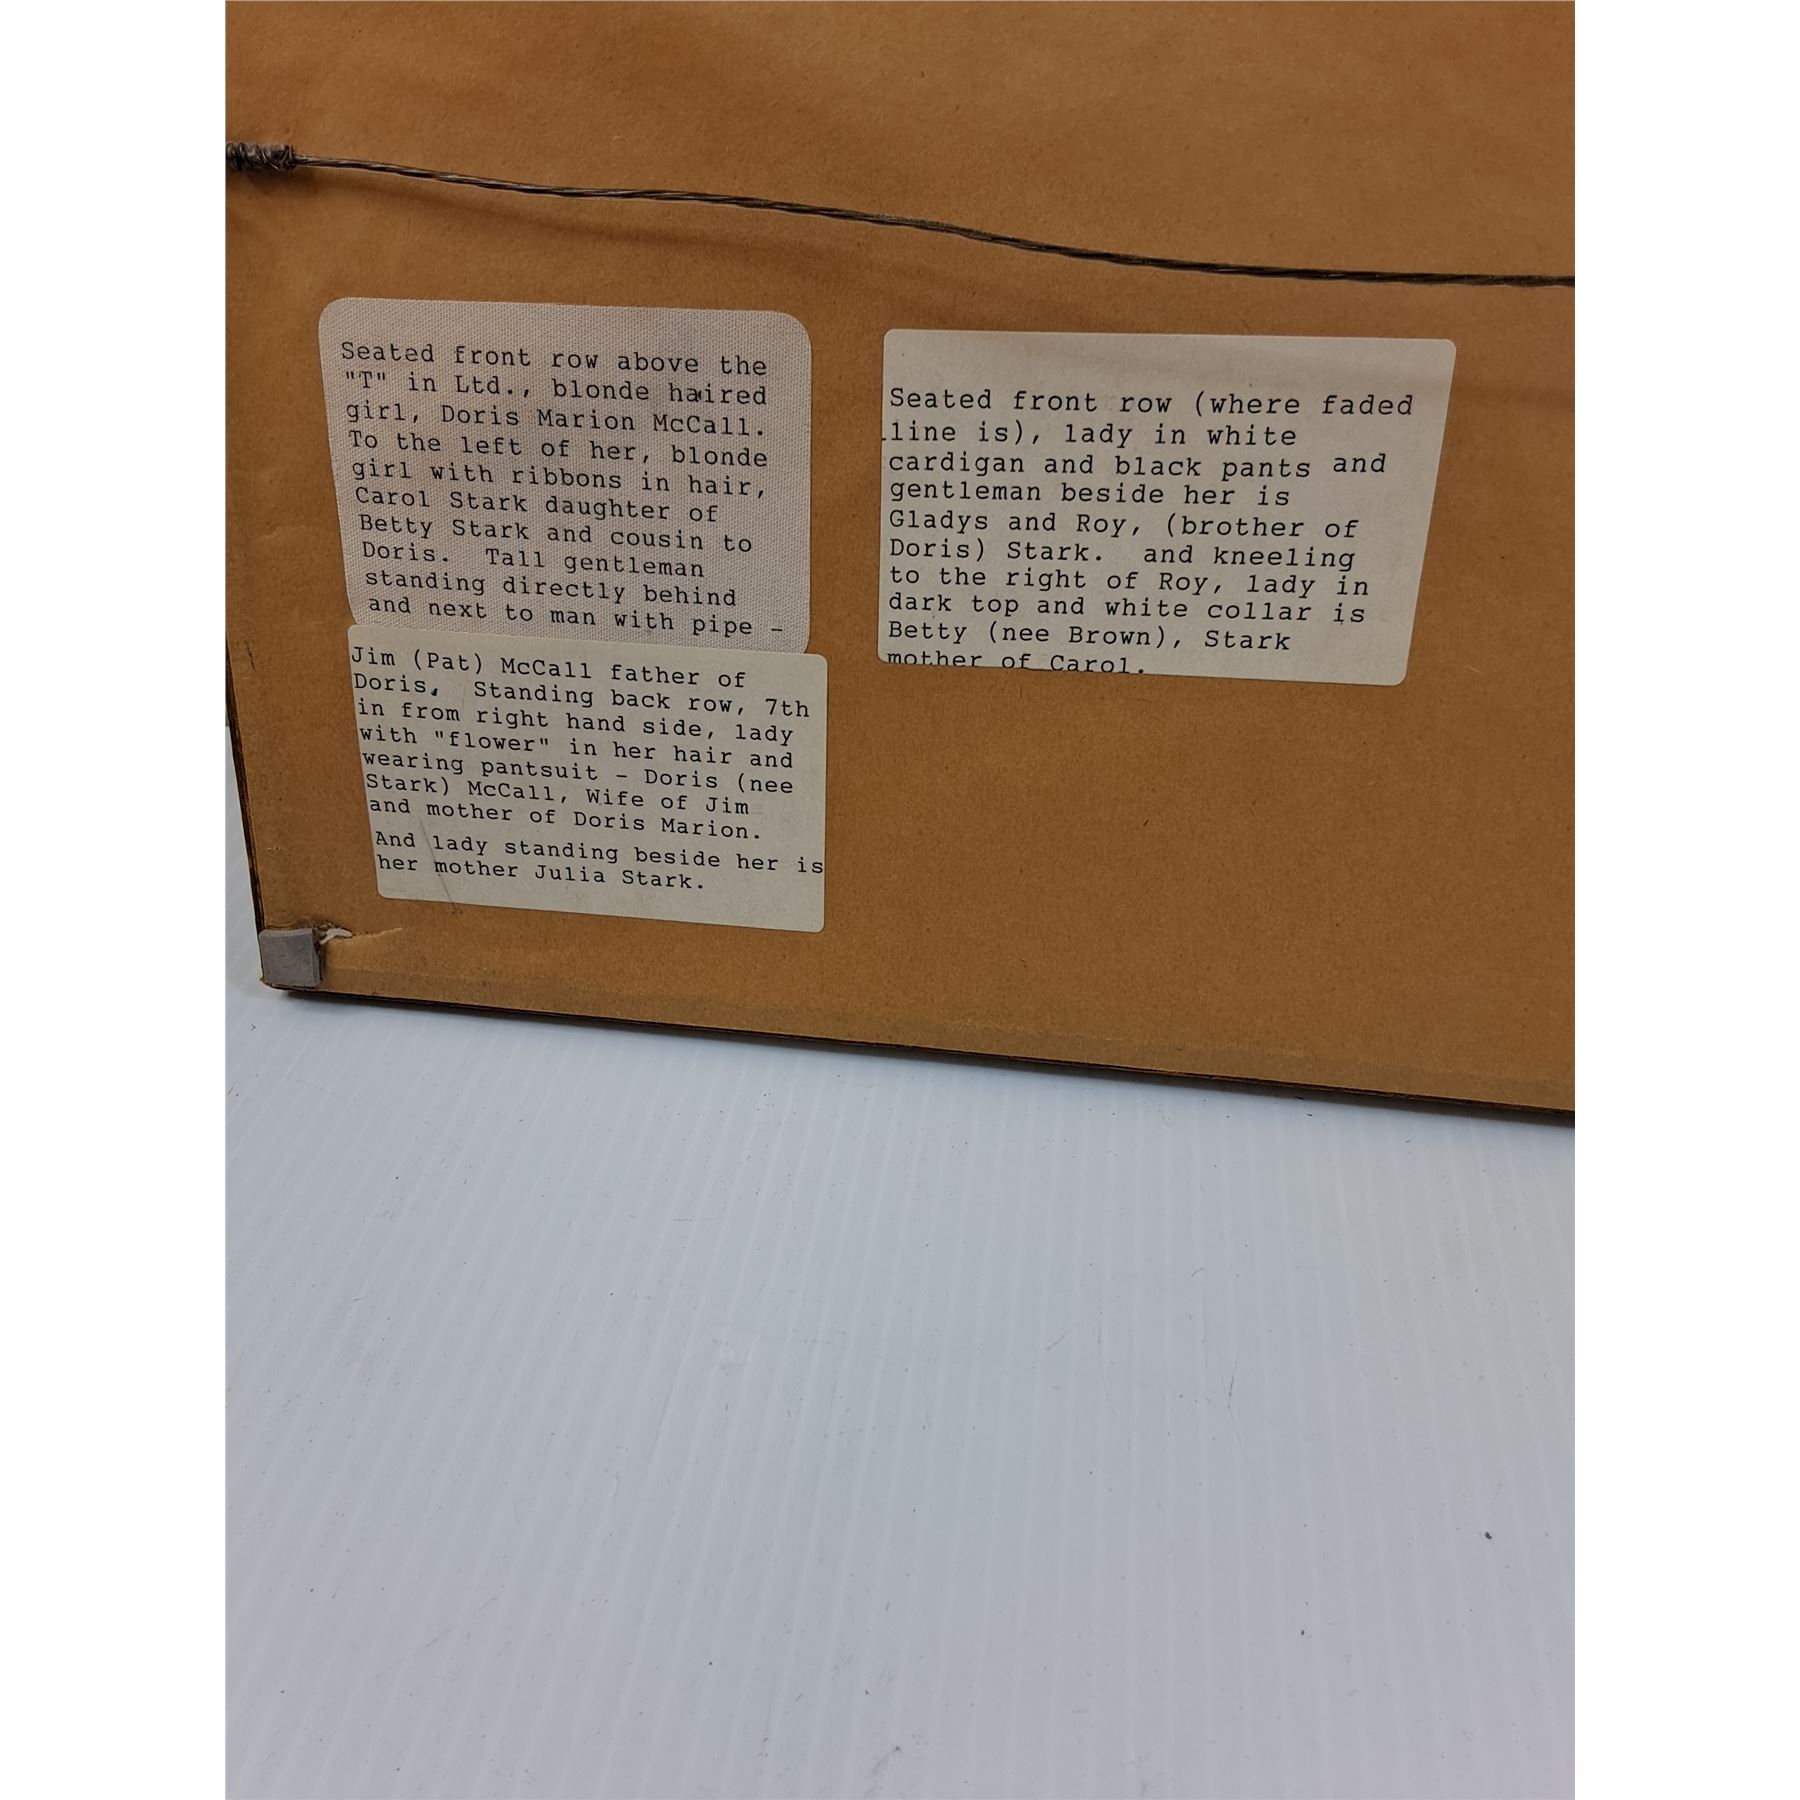 Seated front row above the
"T" in Ltd., blonde haired
girl, Doris Marion McCall.
To the left of her, blonde
girl with ribbons in hair,
Carol Stark daughter of
Betty Stark and cousin to
Doris. Tall gentleman
standing directly behind
and next to man with pipe -
Jim (Pat) McCall father of
Doris. Standing back row, 7th
in from right hand side, lady
with "flower" in her hair and
wearing pantsuit - Doris (nee
Stark) McCall, Wife of Jim
and mother of Doris Marion.
And lady standing beside her is
her mother Julia Stark.
Seated front row (where faded
line is), lady in white
cardigan and black pants and
gentleman beside her is
Gladys and Roy, (brother of
Doris) Stark. and kneeling
to the right of Roy, lady in
dark top and white collar is
Betty (nee Brown), Stark
mother of Carol.